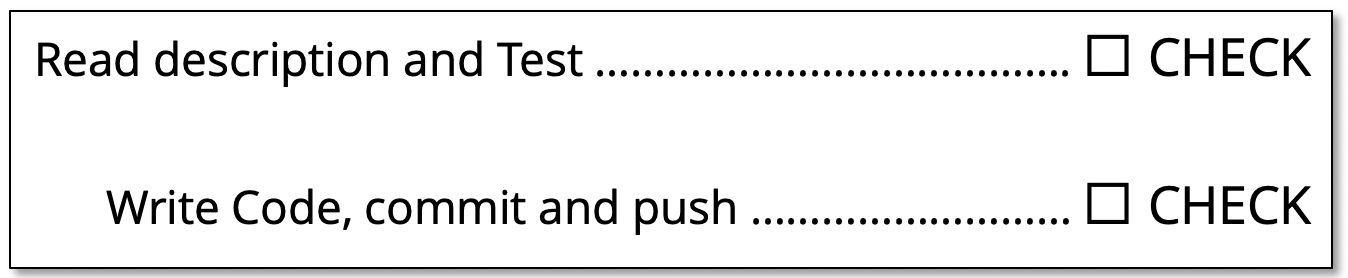 Read description and Test ........................................ ☐ CHECK
Write Code, commit and push ........................... ☐ CHECK